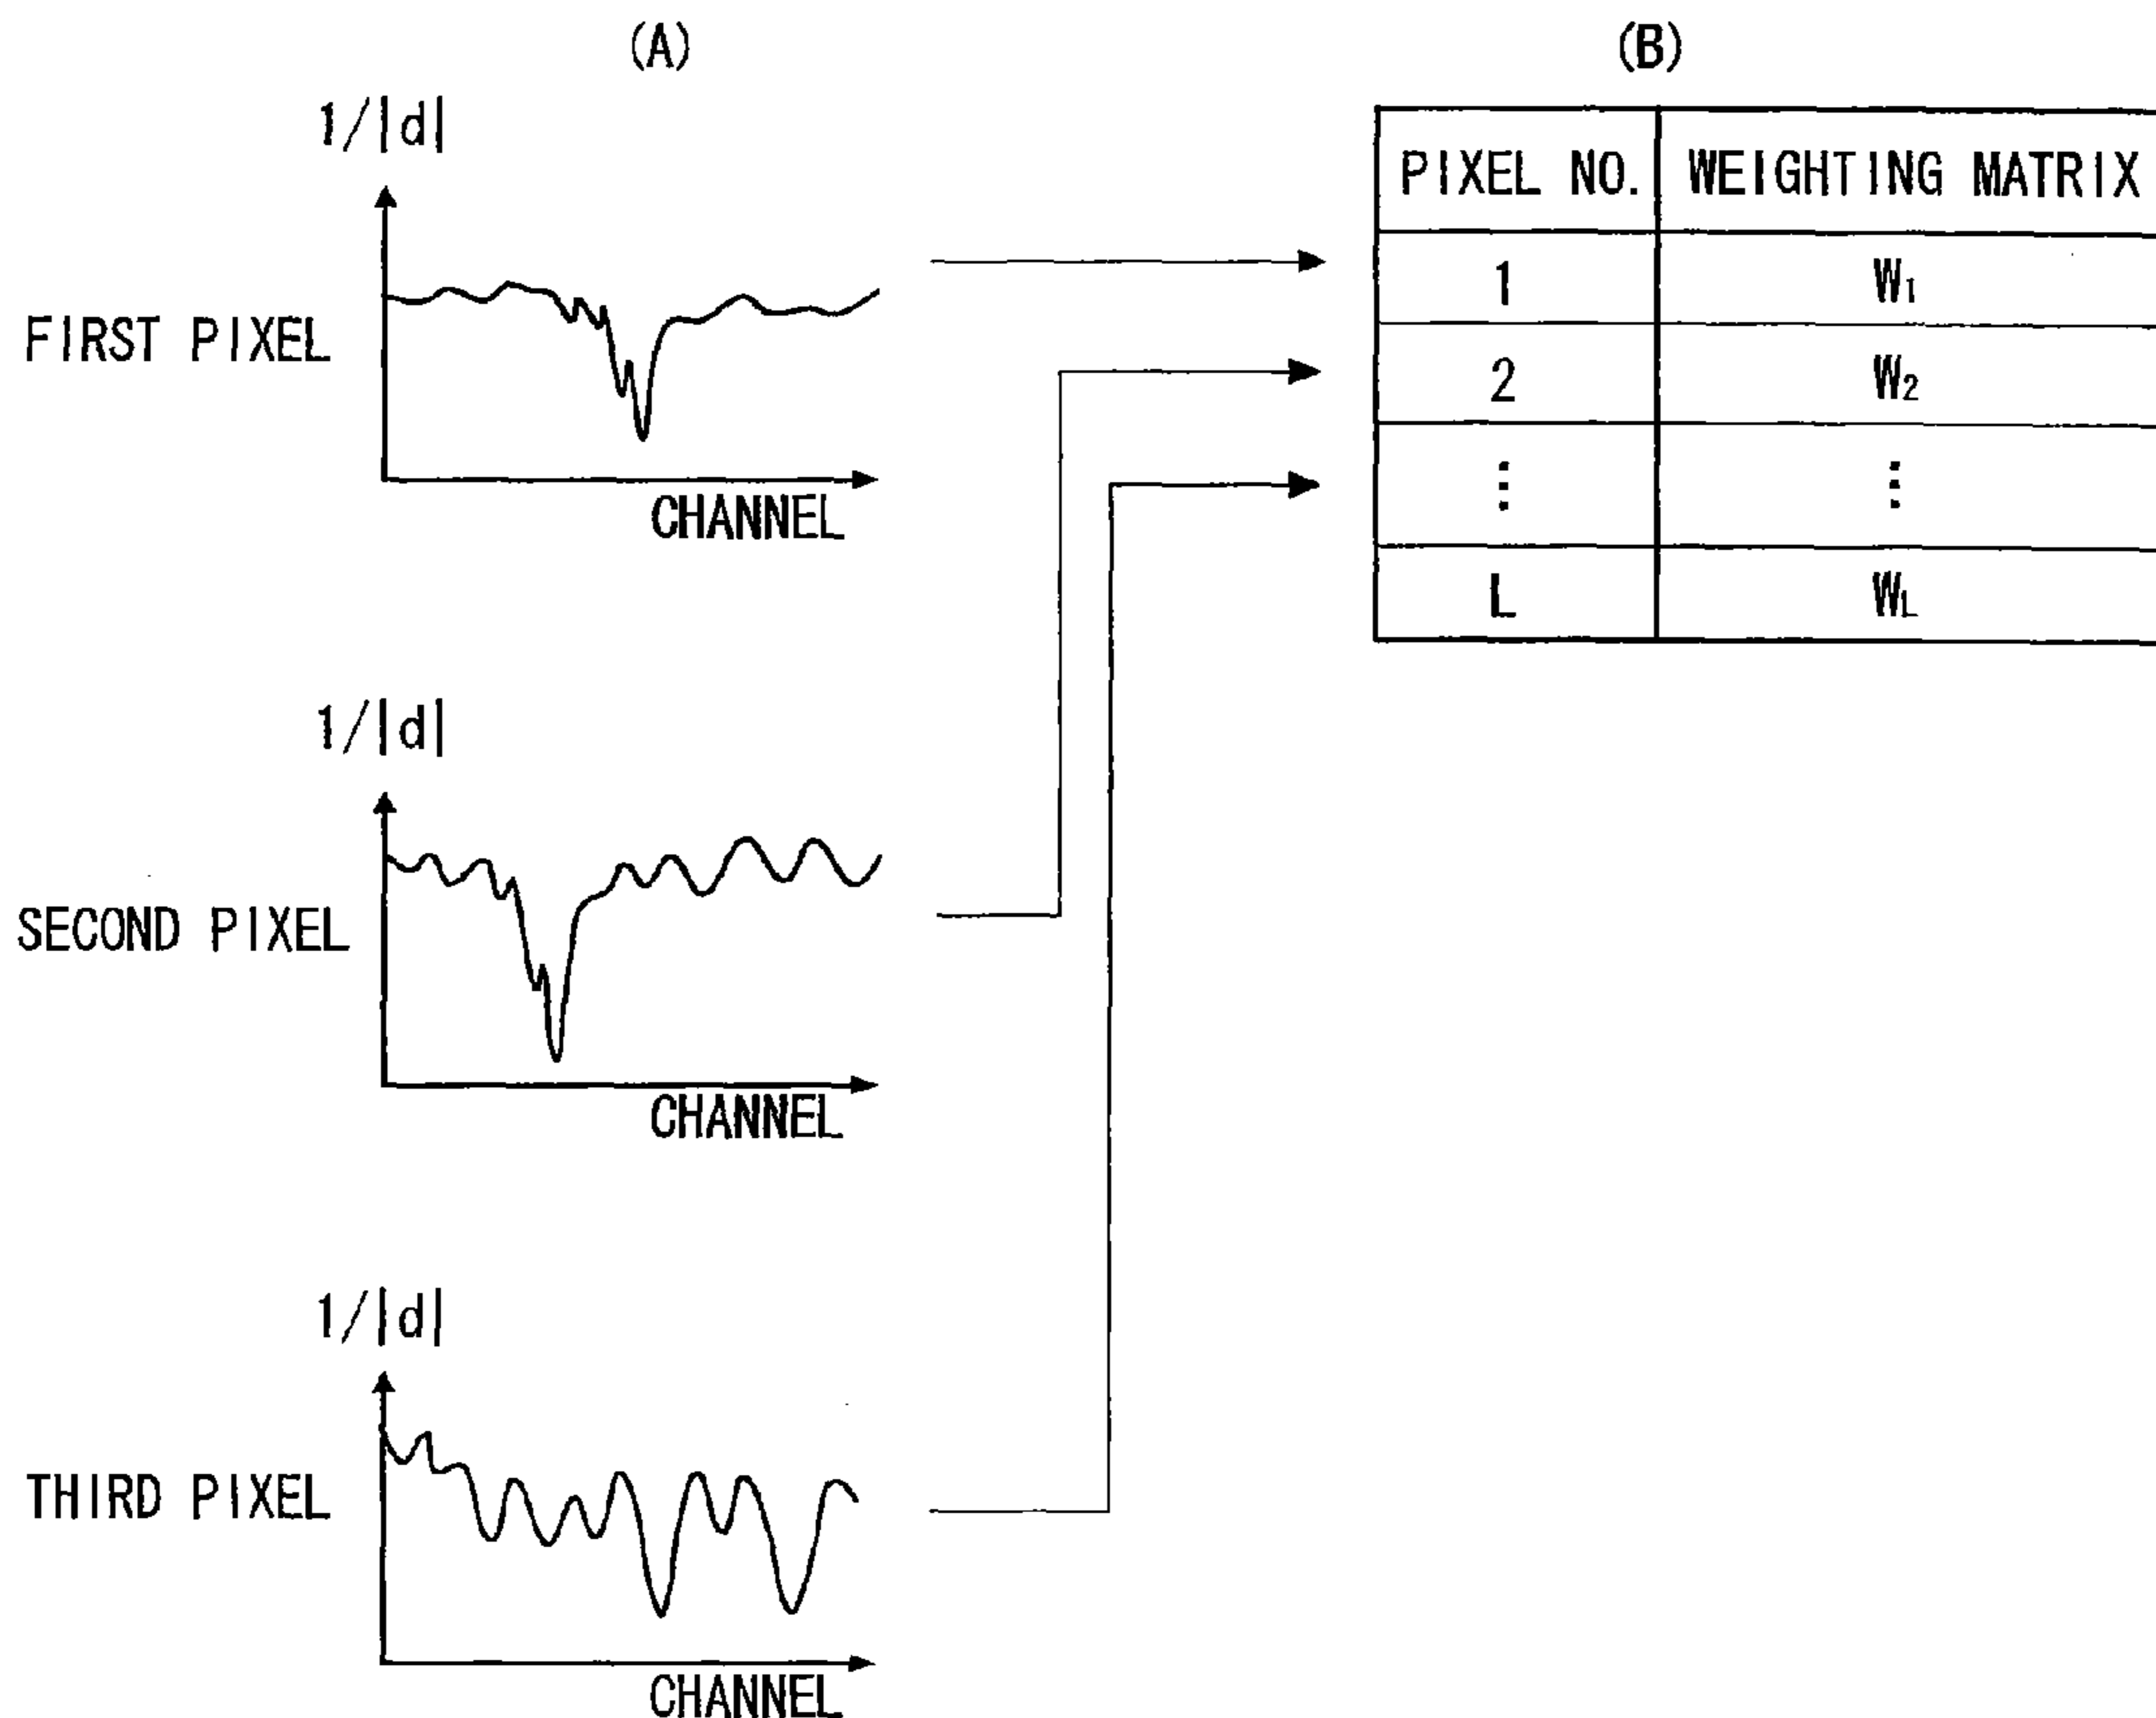 (A)
1/|d|
FIRST PIXEL
CHANNEL
1/|d|
SECOND PIXEL
CHANNEL
1/|d|
THIRD PIXEL
CHANNEL
(B)
PIXEL NO. WEIGHTING MATRIX
1 W₁
2 W₂
⋮ ⋮
L W_L